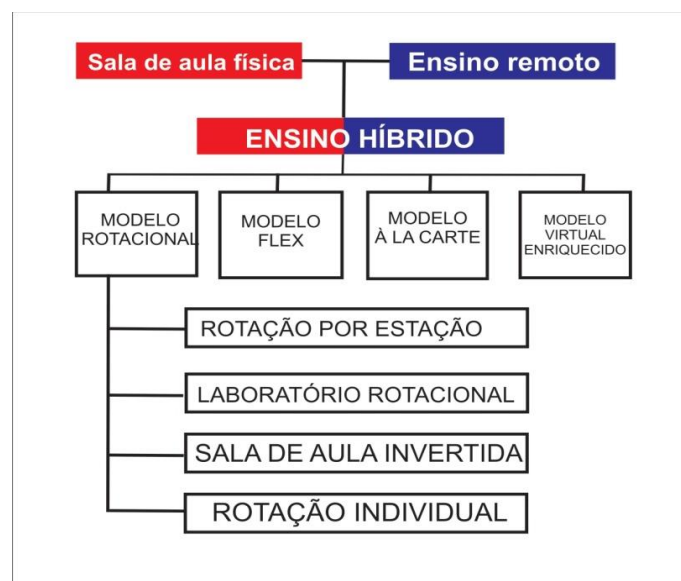 Sala de aula física
Ensino remoto
ENSINO HÍBRIDO
MODELO
ROTACIONAL
MODELO
FLEX
MODELO
À LA CARTE
MODELO
VIRTUAL
ENRIQUECIDO
ROTAÇÃO POR ESTAÇÃO
LABORATÓRIO ROTACIONAL
SALA DE AULA INVERTIDA
ROTAÇÃO INDIVIDUAL